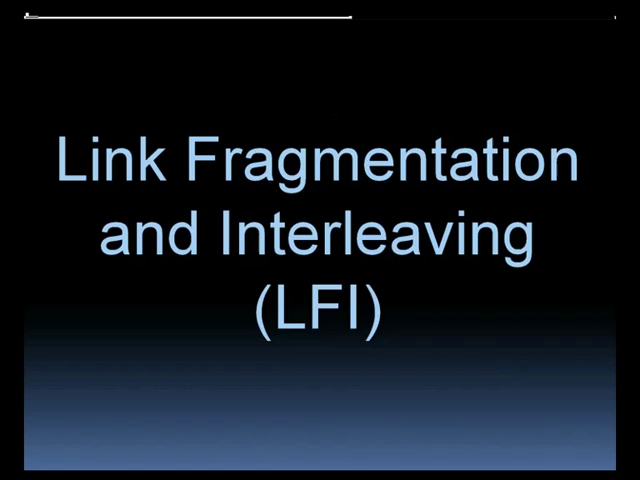 Link Fragmentation
and Interleaving
(LFI)